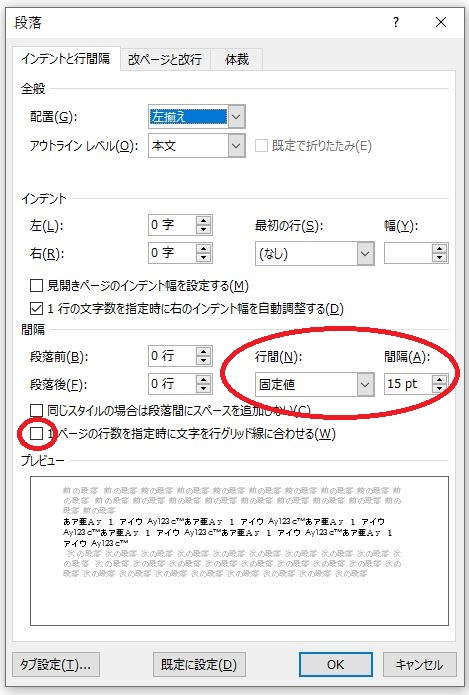 段落 ? ×
インデントと行間隔 改ページと改行 体裁
全般
配置(G): 左揃え
アウトライン レベル(O): 本文 既定で折りたたみ(E)
インデント
左(L): 0 字 最初の行(S): 幅(Y):
右(R): 0 字 (なし)
見開きページのインデント幅を設定する(M)
1 行の文字数を指定時に右のインデント幅を自動調整する(D)
間隔
段落前(B): 0 行 行間(N): 間隔(A):
段落後(F): 0 行 固定値 15 pt
同じスタイルの場合は段落間にスペースを追加しない(C)
1 ページの行数を指定時に文字を行グリッド線に合わせる(W)
プレビュー
前の段落 前の段落 前の段落 前の段落 前の段落 前の段落 前の段落 前の段落
前の段落 前の段落 前の段落 前の段落 前の段落 前の段落 前の段落 前の段落
前の段落 前の段落
あア亜Aｙ 1 アイウ Ay123 c™あア亜Aｙ 1 アイウ Ay123 c™あア亜Aｙ 1 アイウ
Ay123 c™あア亜Aｙ 1 アイウ Ay123 c™あア亜Aｙ 1 アイウ Ay123 c™あア亜Aｙ 1
アイウ Ay123 c™
次の段落 次の段落 次の段落 次の段落 次の段落 次の段落 次の段落 次の
段落 次の段落 次の段落 次の段落 次の段落 次の段落 次の段落 次の段落 次の
段落 次の段落 次の段落 次の段落 次の段落 次の段落 次の段落 次の段落
タブ設定(T)... 既定に設定(D) OK キャンセル